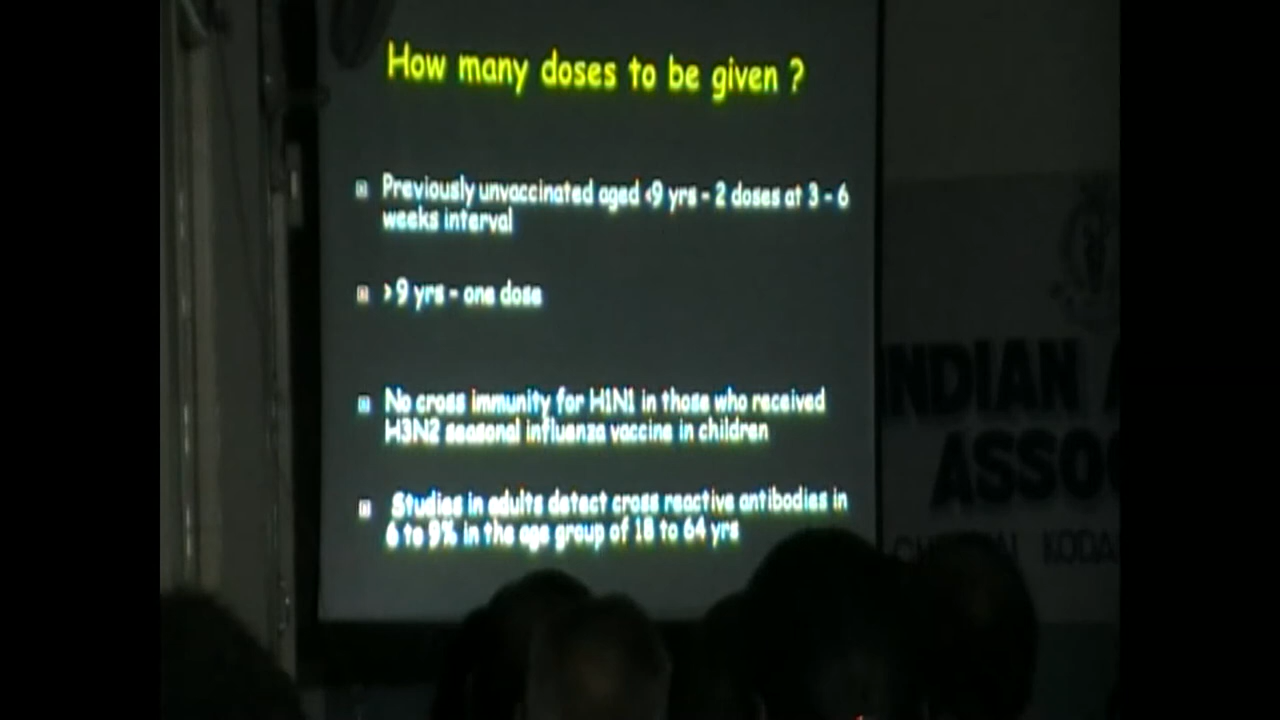 How many doses to be given ?
Previously unvaccinated aged <9 yrs - 2 doses at 3 - 6
weeks interval
> 9 yrs - one dose
No cross immunity for H1N1 in those who received
H3N2 seasonal influenza vaccine in children
Studies in adults detect cross reactive antibodies in
6 to 9% in the age group of 18 to 64 yrs
INDIAN A
ASSO
KODA